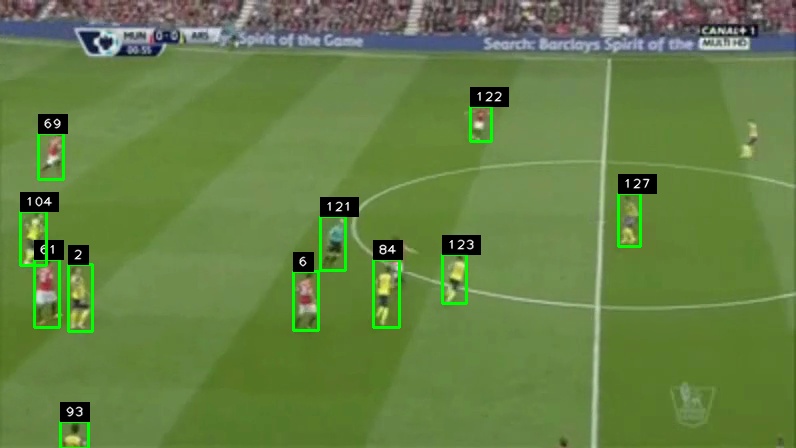 MUN 0-0 ARS
00:55
Spirit of the Game
Search: Barclays Spirit of the
CANAL+ 1
MULTI HD
122
69
127
104
121
61
2
6
84
123
93